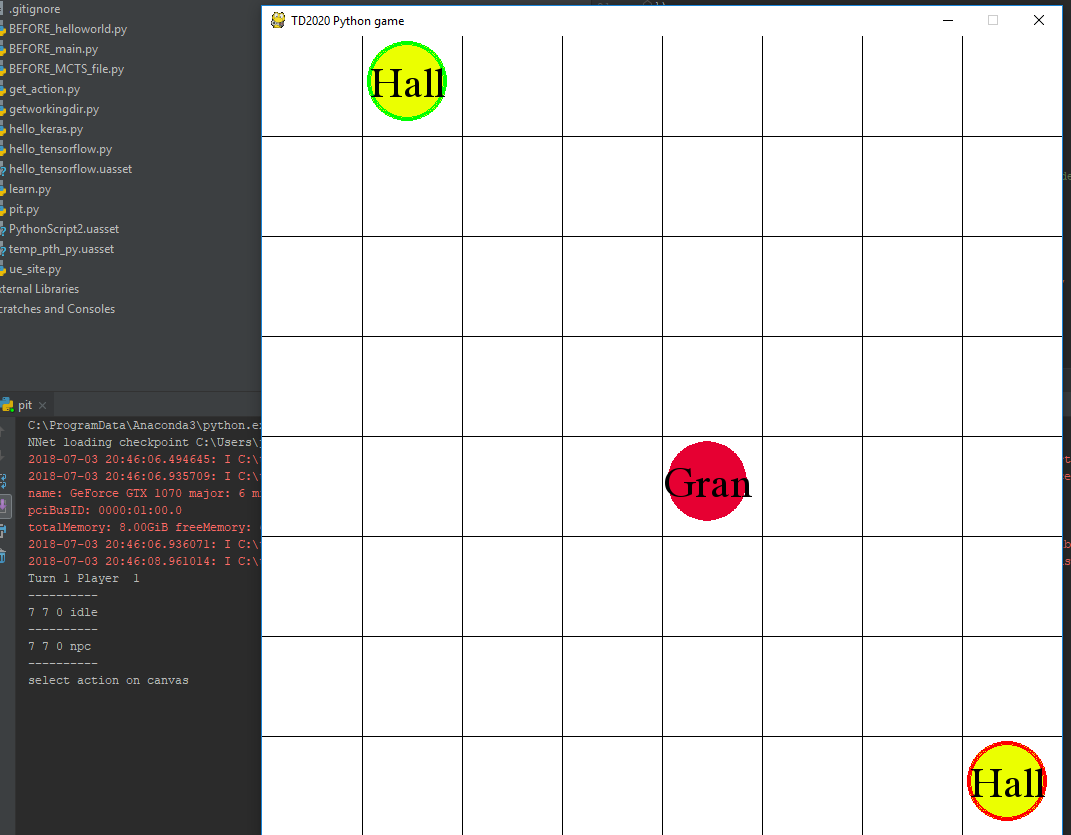 .gitignore
BEFORE_helloworld.py
BEFORE_main.py
BEFORE_MCTS_file.py
get_action.py
getworkingdir.py
hello_keras.py
hello_tensorflow.py
hello_tensorflow.uasset
learn.py
pit.py
PythonScript2.uasset
temp_pth_py.uasset
ue_site.py
xternal Libraries
cratches and Consoles
TD2020 Python game
Hall
Gran
Hall
pit
C:\ProgramData\Anaconda3\python.e
NNet loading checkpoint C:\Users\
2018-07-03 20:46:06.494645: I C:\
2018-07-03 20:46:06.935709: I C:\
name: GeForce GTX 1070 major: 6 m
pciBusID: 0000:01:00.0
totalMemory: 8.00GiB freeMemory:
2018-07-03 20:46:06.936071: I C:\
2018-07-03 20:46:08.961014: I C:\
Turn 1 Player  1
----------
7 7 0 idle
----------
7 7 0 npc
----------
select action on canvas